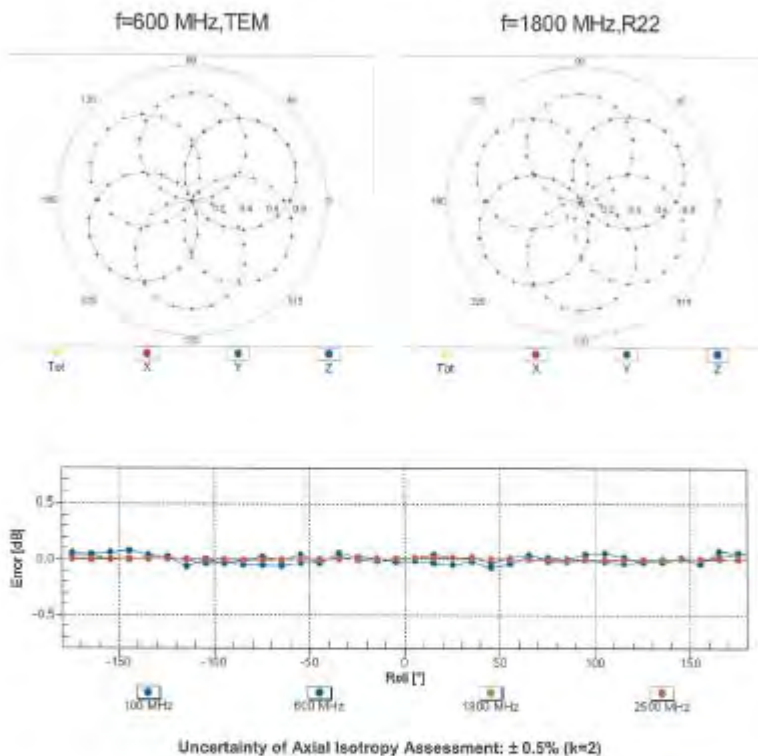 f=600 MHz,TEM
f=1800 MHz,R22
Tot X Y Z
Tot X Y Z
0.5
0.0
-0.5
Error [dB]
-150 -100 -50 0 50 100 150
Roll [°]
100 MHz 600 MHz 1800 MHz 2500 MHz
Uncertainty of Axial Isotropy Assessment: ± 0.5% (k=2)